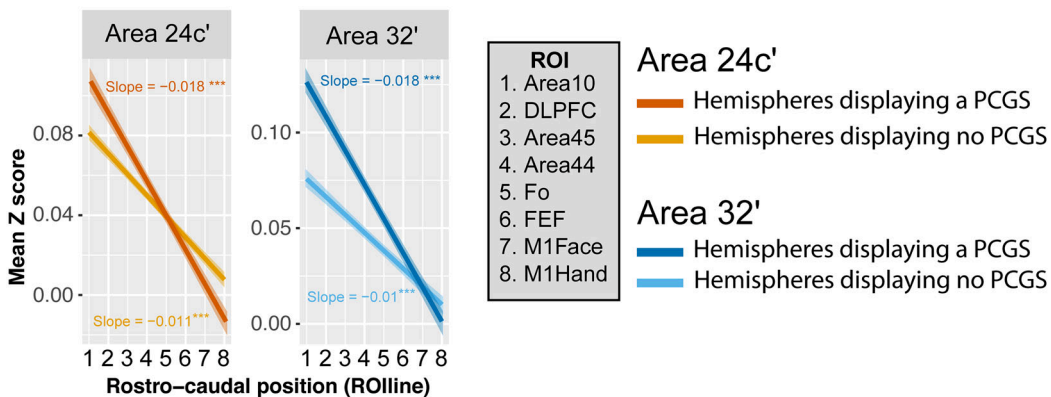 Area 24c'
Area 32'
Slope = −0.018 ***
Slope = −0.018 ***
0.08
0.04
0.00
0.10
0.05
0.00
Mean Z score
Slope = −0.011***
Slope = −0.01***
1 2 3 4 5 6 7 8
1 2 3 4 5 6 7 8
Rostro−caudal position (ROIline)
ROI
1. Area10
2. DLPFC
3. Area45
4. Area44
5. Fo
6. FEF
7. M1Face
8. M1Hand
Area 24c'
Hemispheres displaying a PCGS
Hemispheres displaying no PCGS
Area 32'
Hemispheres displaying a PCGS
Hemispheres displaying no PCGS